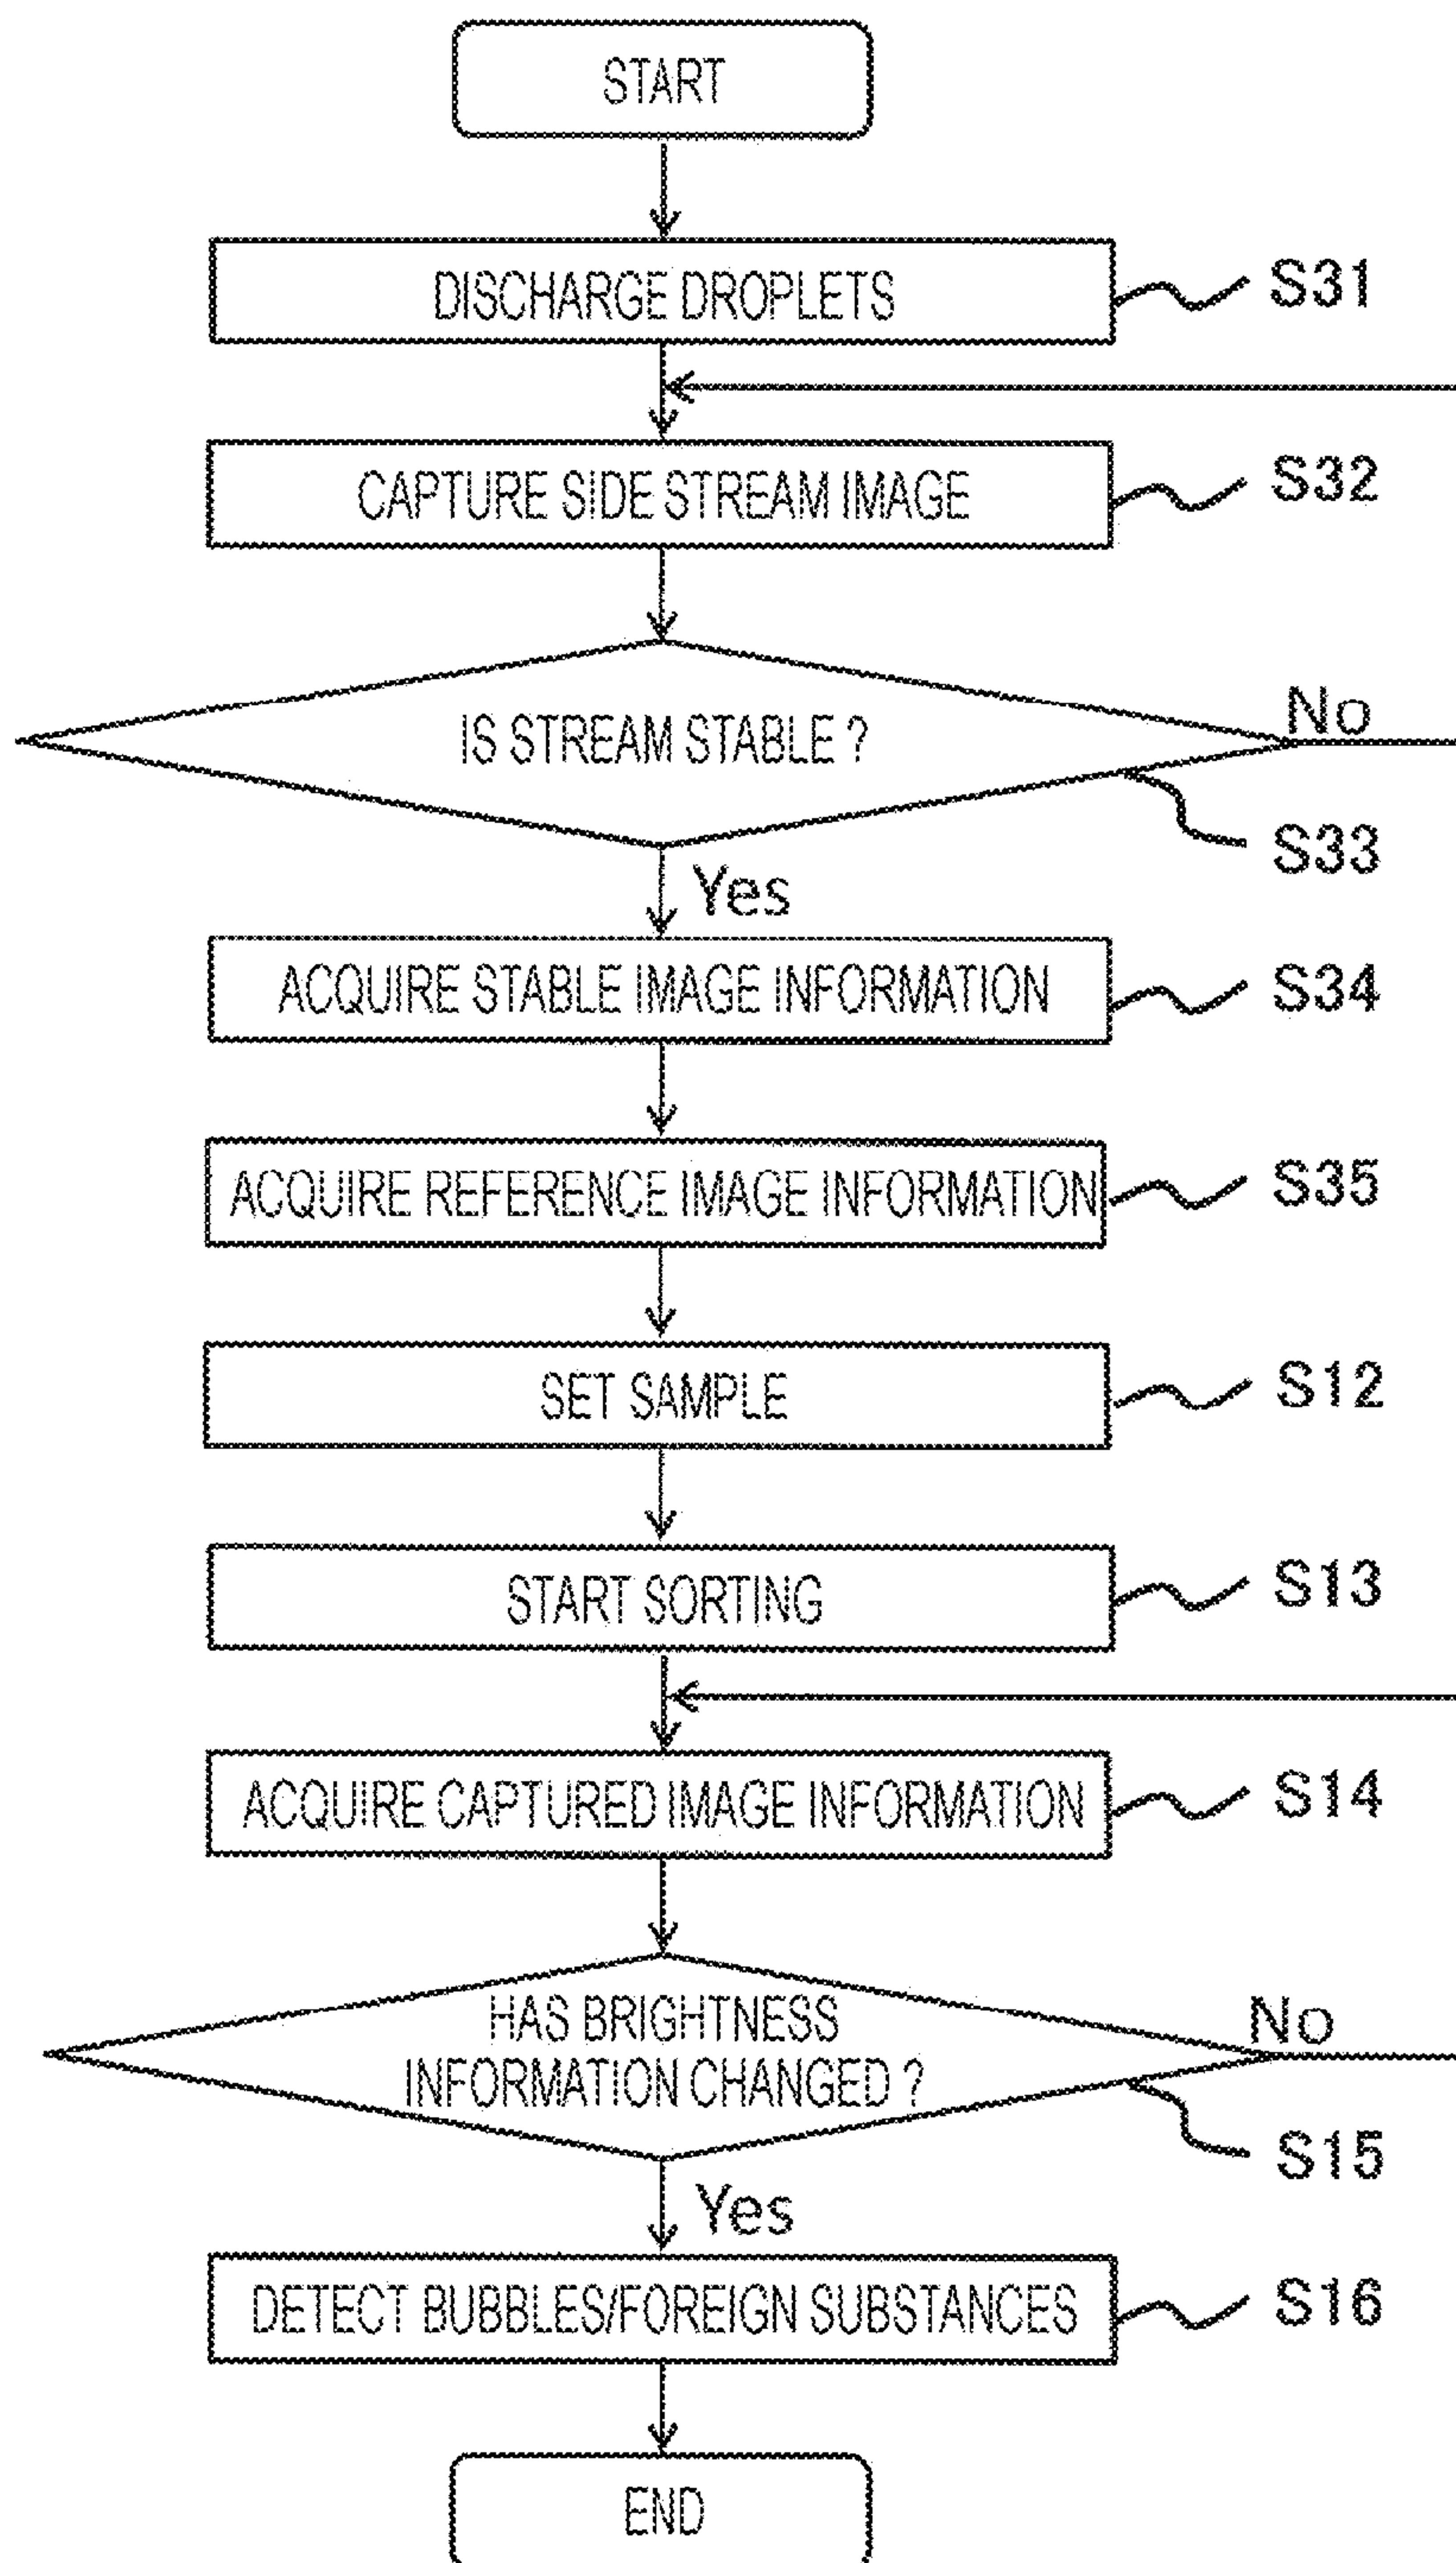 START
DISCHARGE DROPLETS
S31
CAPTURE SIDE STREAM IMAGE
S32
IS STREAM STABLE ?
No
S33
Yes
ACQUIRE STABLE IMAGE INFORMATION
S34
ACQUIRE REFERENCE IMAGE INFORMATION
S35
SET SAMPLE
S12
START SORTING
S13
ACQUIRE CAPTURED IMAGE INFORMATION
S14
HAS BRIGHTNESS
INFORMATION CHANGED ?
No
S15
Yes
DETECT BUBBLES/FOREIGN SUBSTANCES
S16
END